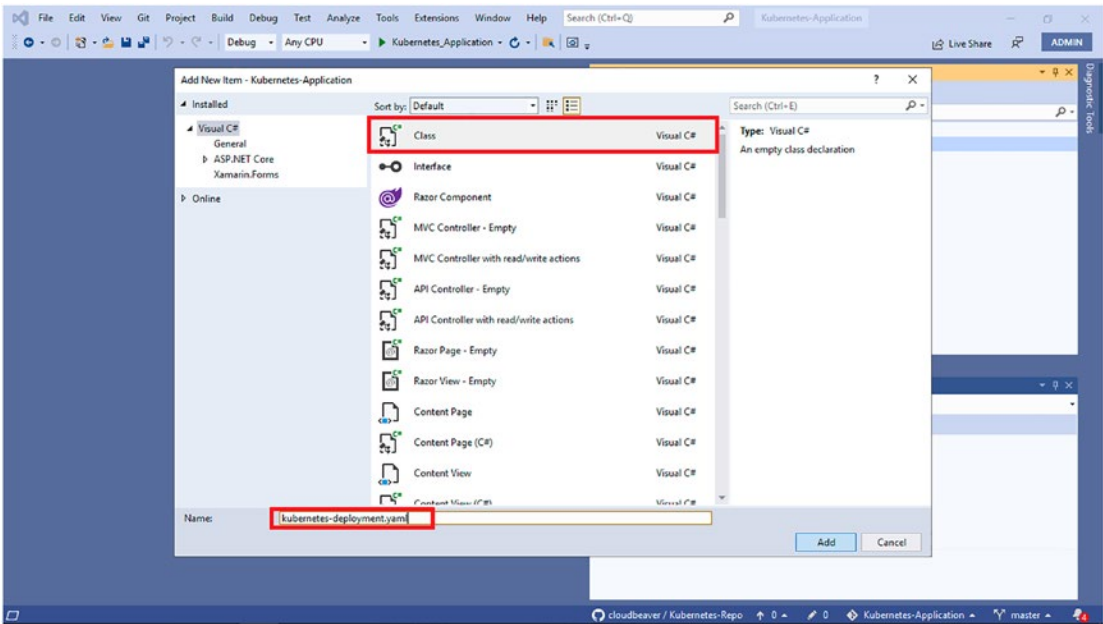 File Edit View Git Project Build Debug Test Analyze Tools Extensions Window Help Search (Ctrl+Q) Kubernetes-Application
Debug Any CPU Kubernetes_Application Live Share ADMIN
Add New Item - Kubernetes-Application ? ×
Installed
Sort by: Default
Search (Ctrl+E)
Visual C#
General
ASP.NET Core
Xamarin.Forms
Online
Class Visual C#
Interface Visual C#
Razor Component Visual C#
MVC Controller - Empty Visual C#
MVC Controller with read/write actions Visual C#
API Controller - Empty Visual C#
API Controller with read/write actions Visual C#
Razor Page - Empty Visual C#
Razor View - Empty Visual C#
Content Page Visual C#
Content Page (C#) Visual C#
Content View Visual C#
Content View (C#) Visual C#
Type: Visual C#
An empty class declaration
Diagnostic Tools
Name: kubernetes-deployment.yaml
Add Cancel
cloudbeaver / Kubernetes-Repo 0 0 Kubernetes-Application master 4